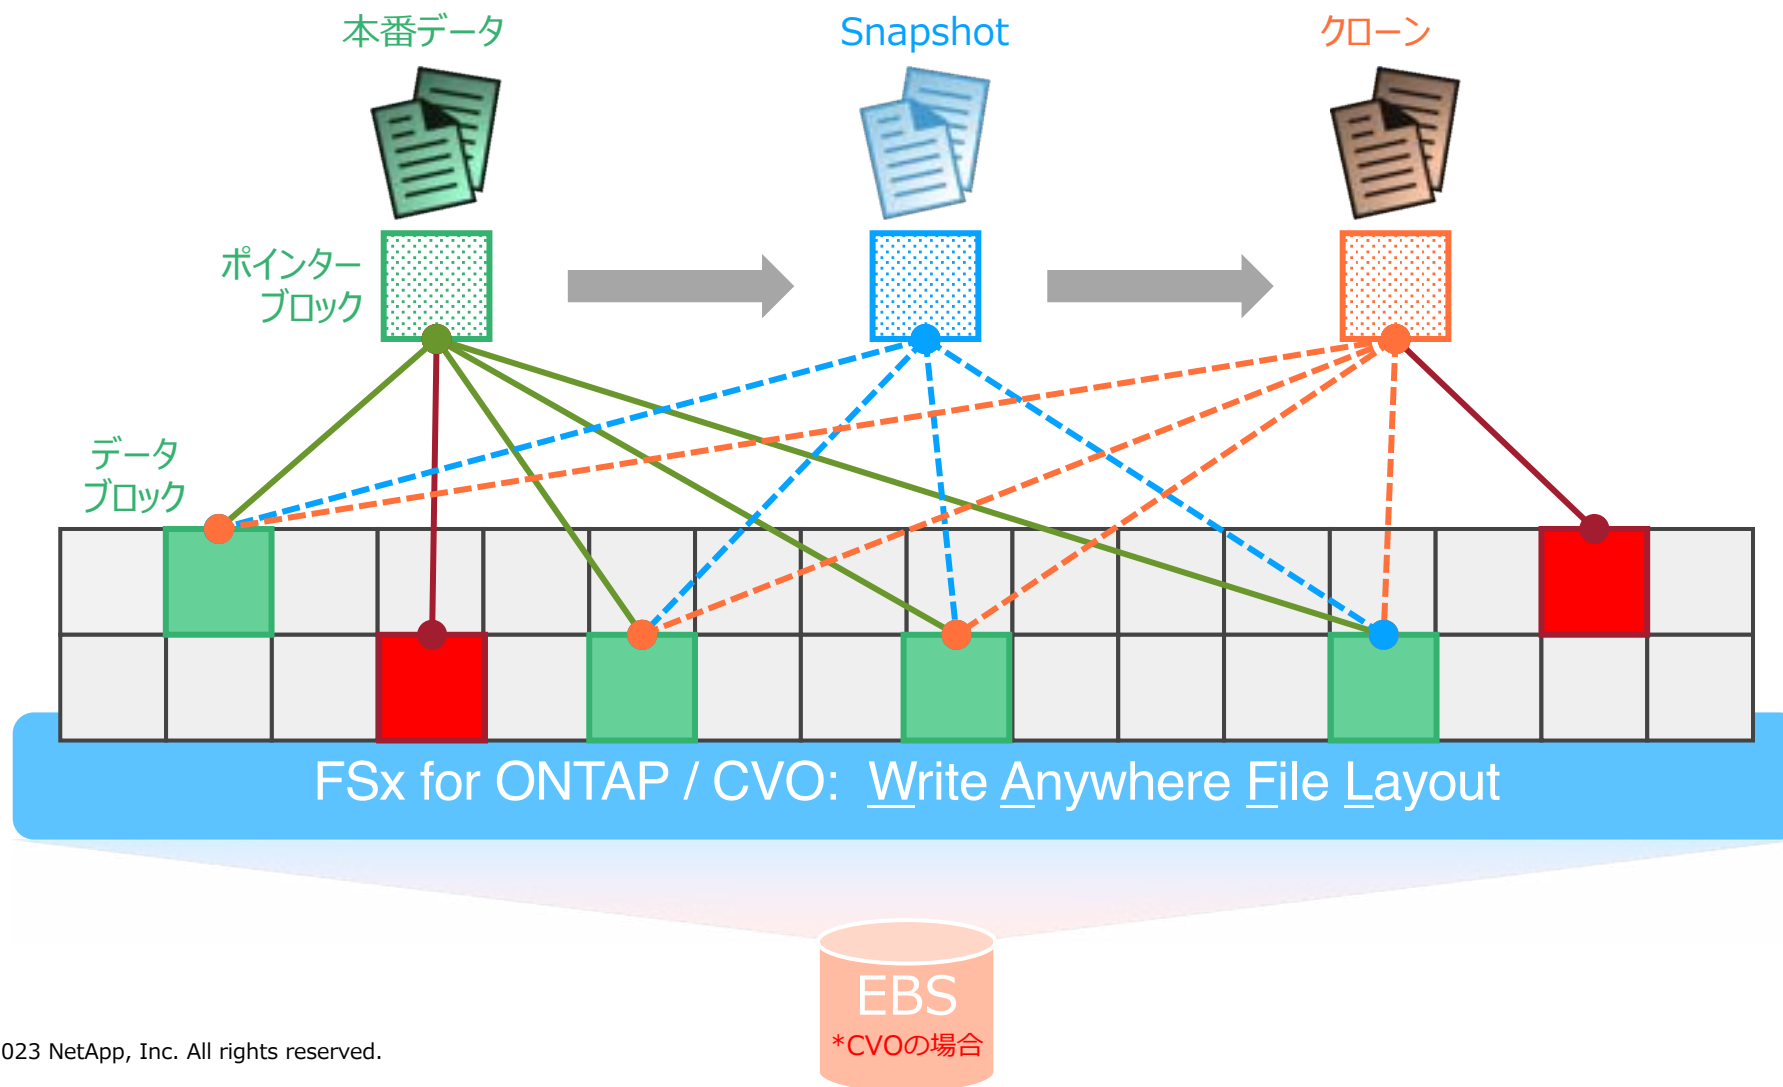 本番データ
Snapshot
クローン
ポインター
ブロック
データ
ブロック
FSx for ONTAP / CVO: Write Anywhere File Layout
EBS
*CVOの場合
023 NetApp, Inc. All rights reserved.